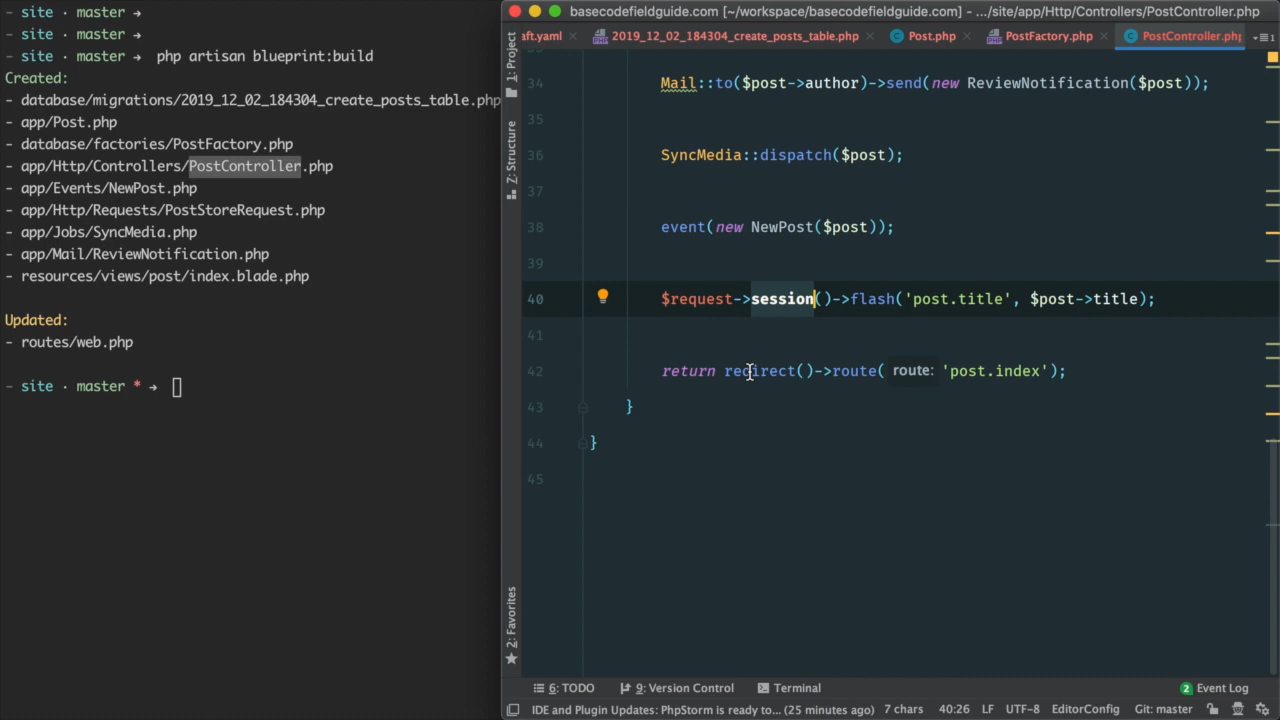 - site · master →
- site · master →
- site · master → php artisan blueprint:build
Created:
- database/migrations/2019_12_02_184304_create_posts_table.php
- app/Post.php
- database/factories/PostFactory.php
- app/Http/Controllers/PostController.php
- app/Events/NewPost.php
- app/Http/Requests/PostStoreRequest.php
- app/Jobs/SyncMedia.php
- app/Mail/ReviewNotification.php
- resources/views/post/index.blade.php
Updated:
- routes/web.php
- site · master * →
basecodefieldguide.com [~/workspace/basecodefieldguide.com] - .../site/app/Http/Controllers/PostController.php
aft.yaml 2019_12_02_184304_create_posts_table.php Post.php PostFactory.php PostController.php
1: Project
7: Structure
2: Favorites
34 Mail::to($post->author)->send(new ReviewNotification($post));
35
36 SyncMedia::dispatch($post);
37
38 event(new NewPost($post));
39
40 $request->session()->flash('post.title', $post->title);
41
42 return redirect()->route( route: 'post.index');
43 }
44 }
45
6: TODO 9: Version Control Terminal 2 Event Log
IDE and Plugin Updates: PhpStorm is ready to... (25 minutes ago) 7 chars 40:26 LF UTF-8 EditorConfig Git: master